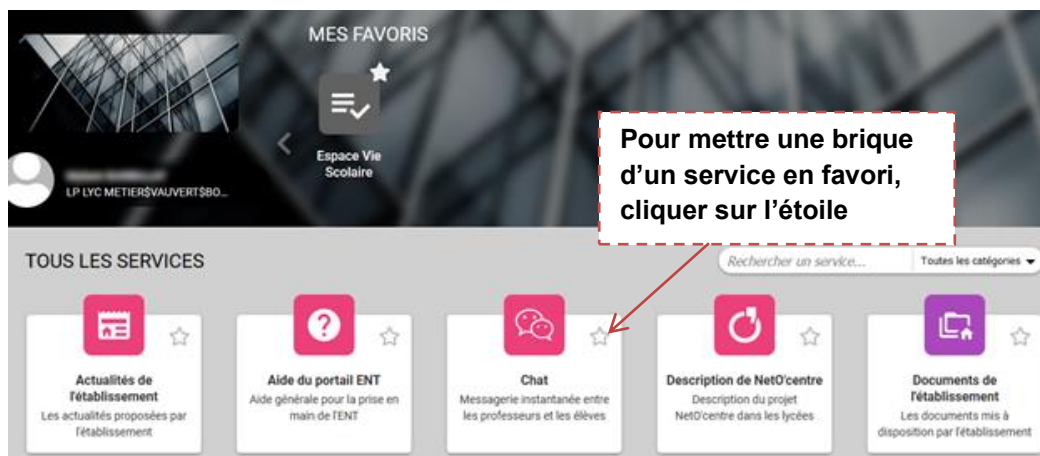 MES FAVORIS
Espace Vie
Scolaire
LP LYC METIER$VAUVERT$BO...
Pour mettre une brique
d'un service en favori,
cliquer sur l'étoile
TOUS LES SERVICES
Rechercher un service...
Toutes les catégories
Actualités de
l'établissement
Les actualités proposées par
l'établissement
Aide du portail ENT
Aide générale pour la prise en
main de l'ENT
Chat
Messagerie instantanée entre
les professeurs et les élèves
Description de NetO'centre
Description du projet
NetO'centre dans les lycées
Documents de
l'établissement
Les documents mis à
disposition par l'établissement